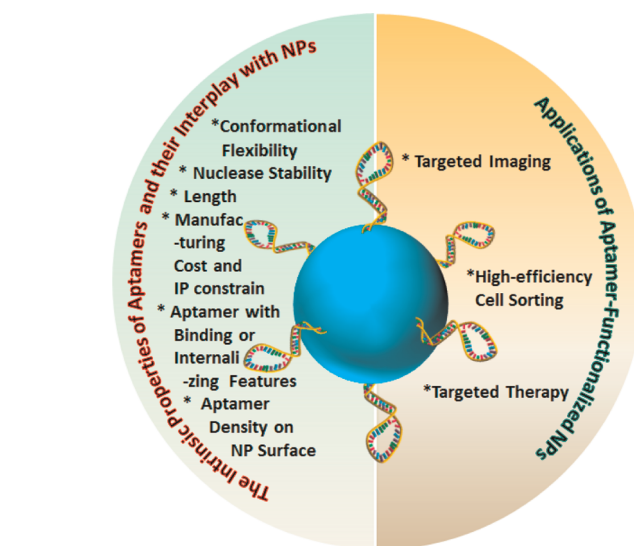 The Intrinsic Properties of Aptamers and their Interplay with NPs
*Conformational
Flexibility
* Nuclease Stability
* Length
* Manufac
-turing
Cost and
IP constrain
* Aptamer with
Binding or
Internali
-zing Features
* Aptamer
Density on
NP Surface
Applications of Aptamer-Functionalized NPs
* Targeted Imaging
*High-efficiency
Cell Sorting
*Targeted Therapy